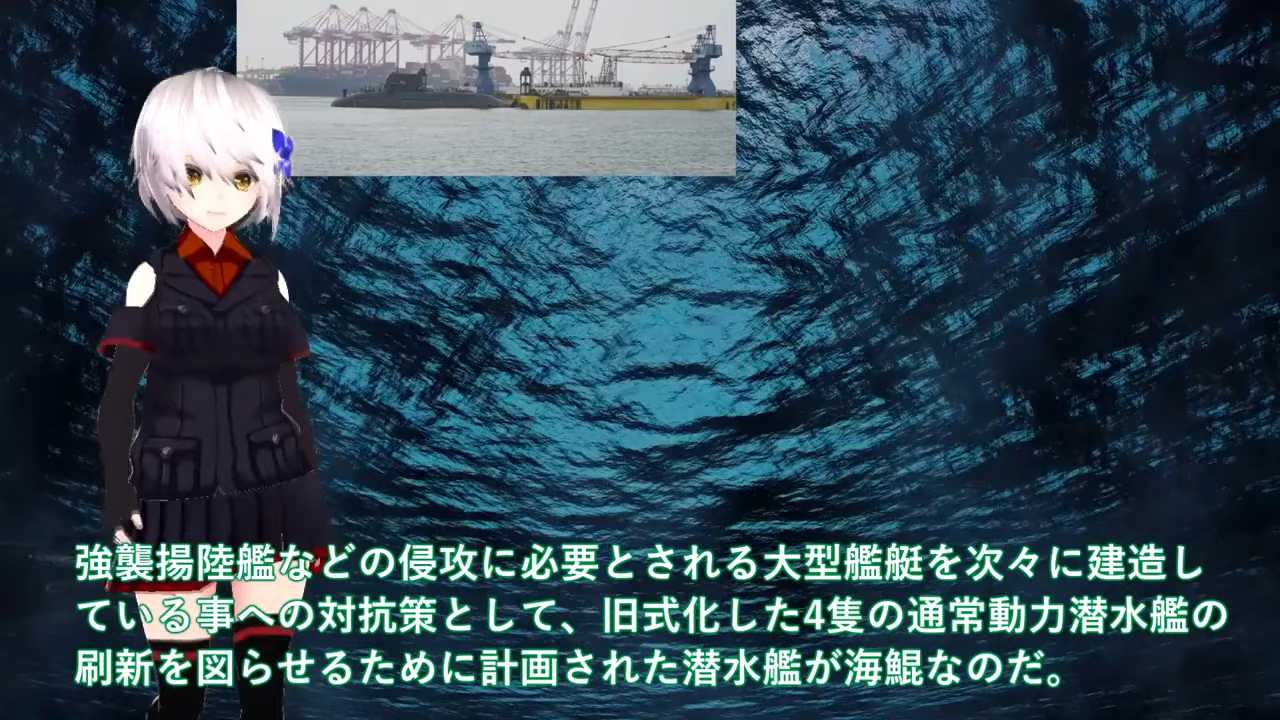 強襲揚陸艦などの侵攻に必要とされる大型艦艇を次々に建造し
ている事への対抗策として、旧式化した4隻の通常動力潜水艦の
刷新を図らせるために計画された潜水艦が海鯤なのだ。